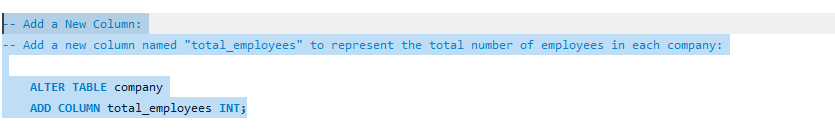 -- Add a New Column:
-- Add a new column named "total_employees" to represent the total number of employees in each company:
ALTER TABLE company
ADD COLUMN total_employees INT;